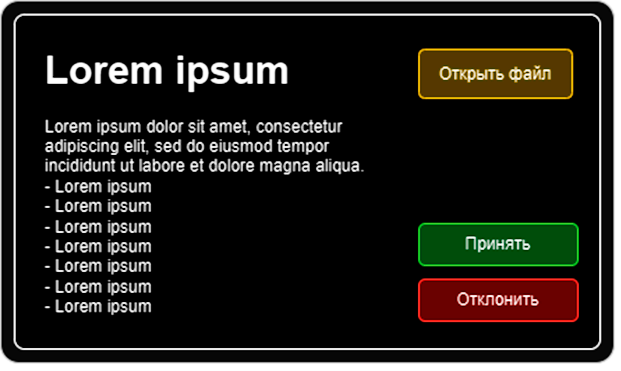 Lorem ipsum
Открыть файл
Lorem ipsum dolor sit amet, consectetur
adipiscing elit, sed do eiusmod tempor
incididunt ut labore et dolore magna aliqua.
- Lorem ipsum
- Lorem ipsum
- Lorem ipsum
- Lorem ipsum
- Lorem ipsum
- Lorem ipsum
- Lorem ipsum
Принять
Отклонить